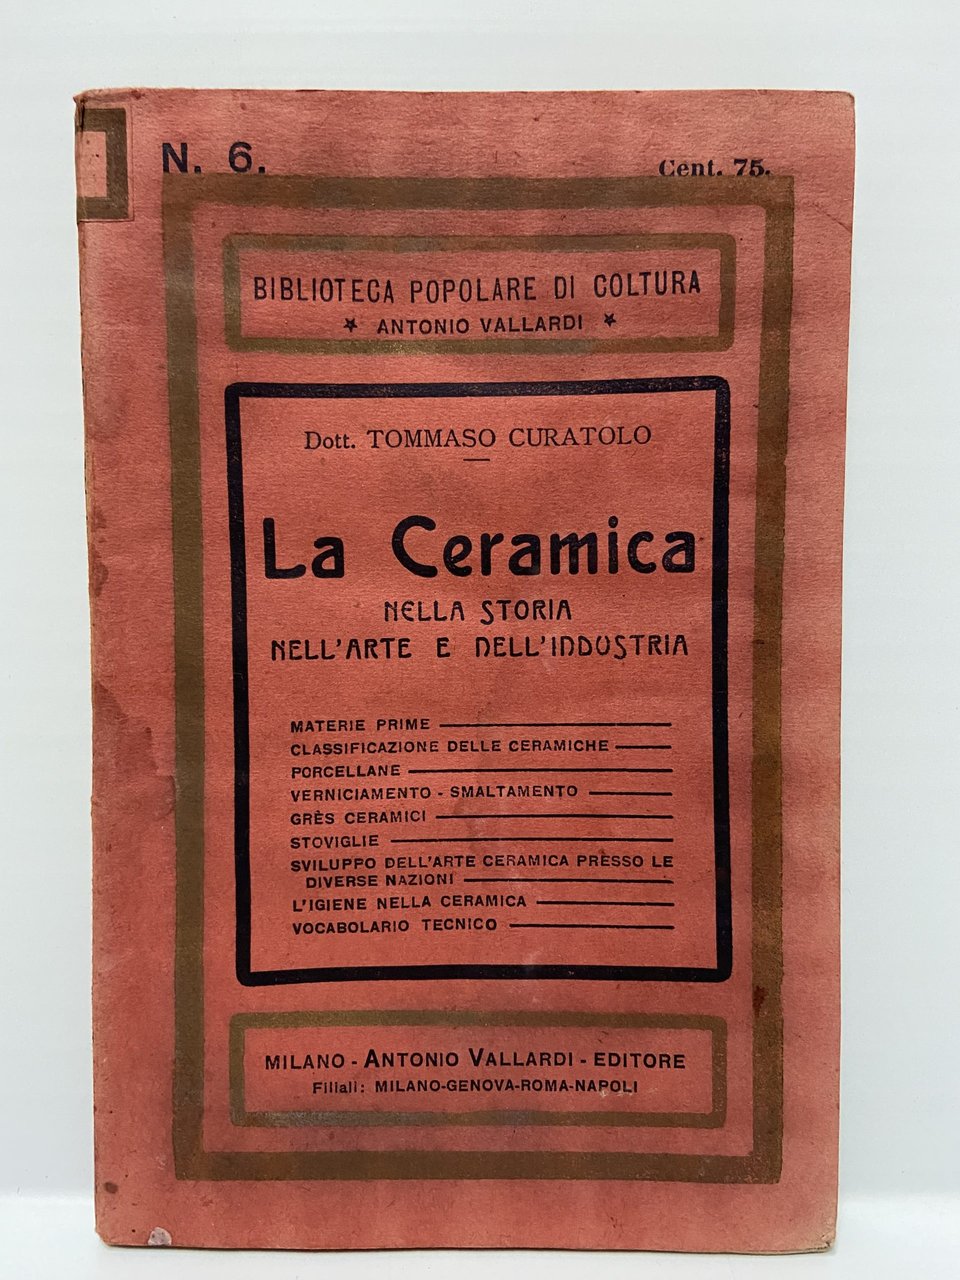 N. 6.
Cent. 75.
BIBLIOTECA POPOLARE DI COLTURA
★ ANTONIO VALLARDI ★
Dott. TOMMASO CURATOLO
La Ceramica
NELLA STORIA
NELL'ARTE E DELL'INDUSTRIA
MATERIE PRIME
CLASSIFICAZIONE DELLE CERAMICHE
PORCELLANE
VERNICIAMENTO - SMALTAMENTO
GRÈS CERAMICI
STOVIGLIE
SVILUPPO DELL'ARTE CERAMICA PRESSO LE
DIVERSE NAZIONI
L'IGIENE NELLA CERAMICA
VOCABOLARIO TECNICO
MILANO - ANTONIO VALLARDI - EDITORE
Filiali: MILANO-GENOVA-ROMA-NAPOLI